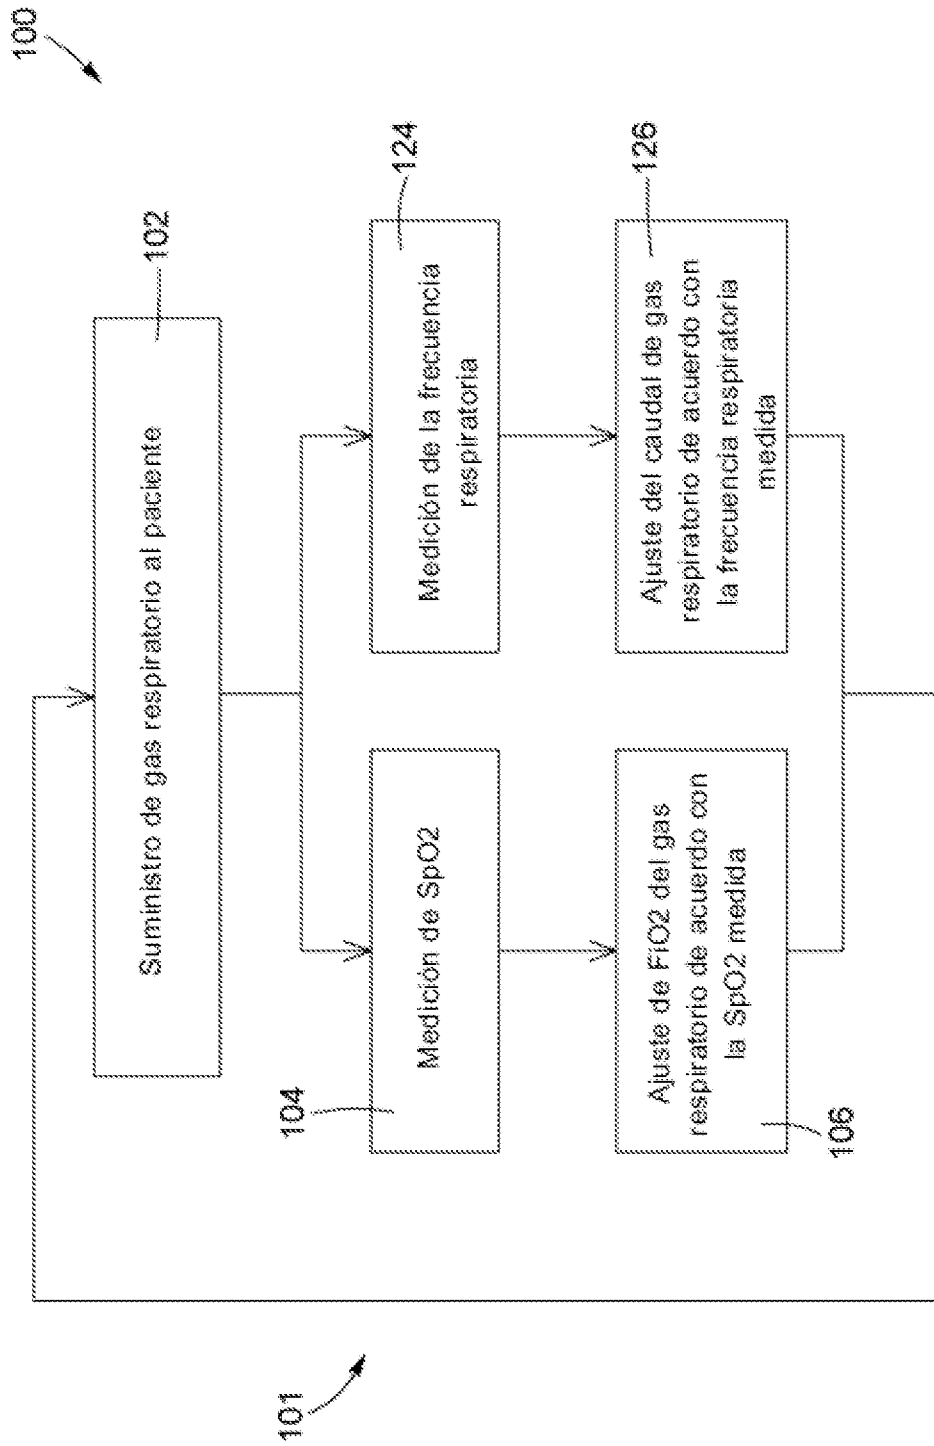 100
101
102
Suministro de gas respiratorio al paciente
104
Medición de SpO2
124
Medición de la frecuencia
respiratoria
106
Ajuste de FiO2 del gas
respiratorio de acuerdo con
la SpO2 medida
126
Ajuste del caudal de gas
respiratorio de acuerdo con
la frecuencia respiratoria
medida